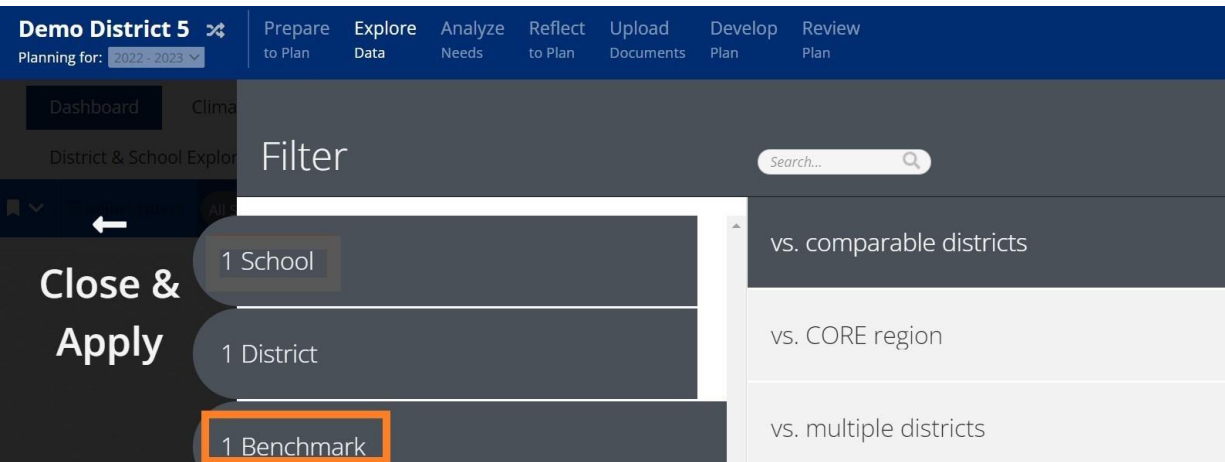 Demo District 5
Planning for: 2022 - 2023
Prepare
to Plan
Explore
Data
Analyze
Needs
Reflect
to Plan
Upload
Documents
Develop
Plan
Review
Plan
Dashboard
Clima
District & School Explor
All S
Filter
Search...
Close &
Apply
1 School
1 District
1 Benchmark
vs. comparable districts
vs. CORE region
vs. multiple districts